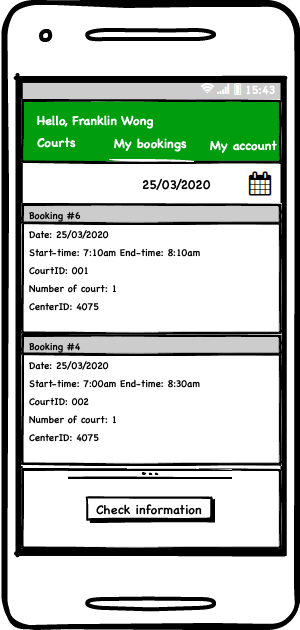 15:43
Hello, Franklin Wong
Courts My bookings My account
25/03/2020
Booking #6
Date: 25/03/2020
Start-time: 7:10am End-time: 8:10am
CourtID: 001
Number of court: 1
CenterID: 4075
Booking #4
Date: 25/03/2020
Start-time: 7:00am End-time: 8:30am
CourtID: 002
Number of court: 1
CenterID: 4075
...
Check information